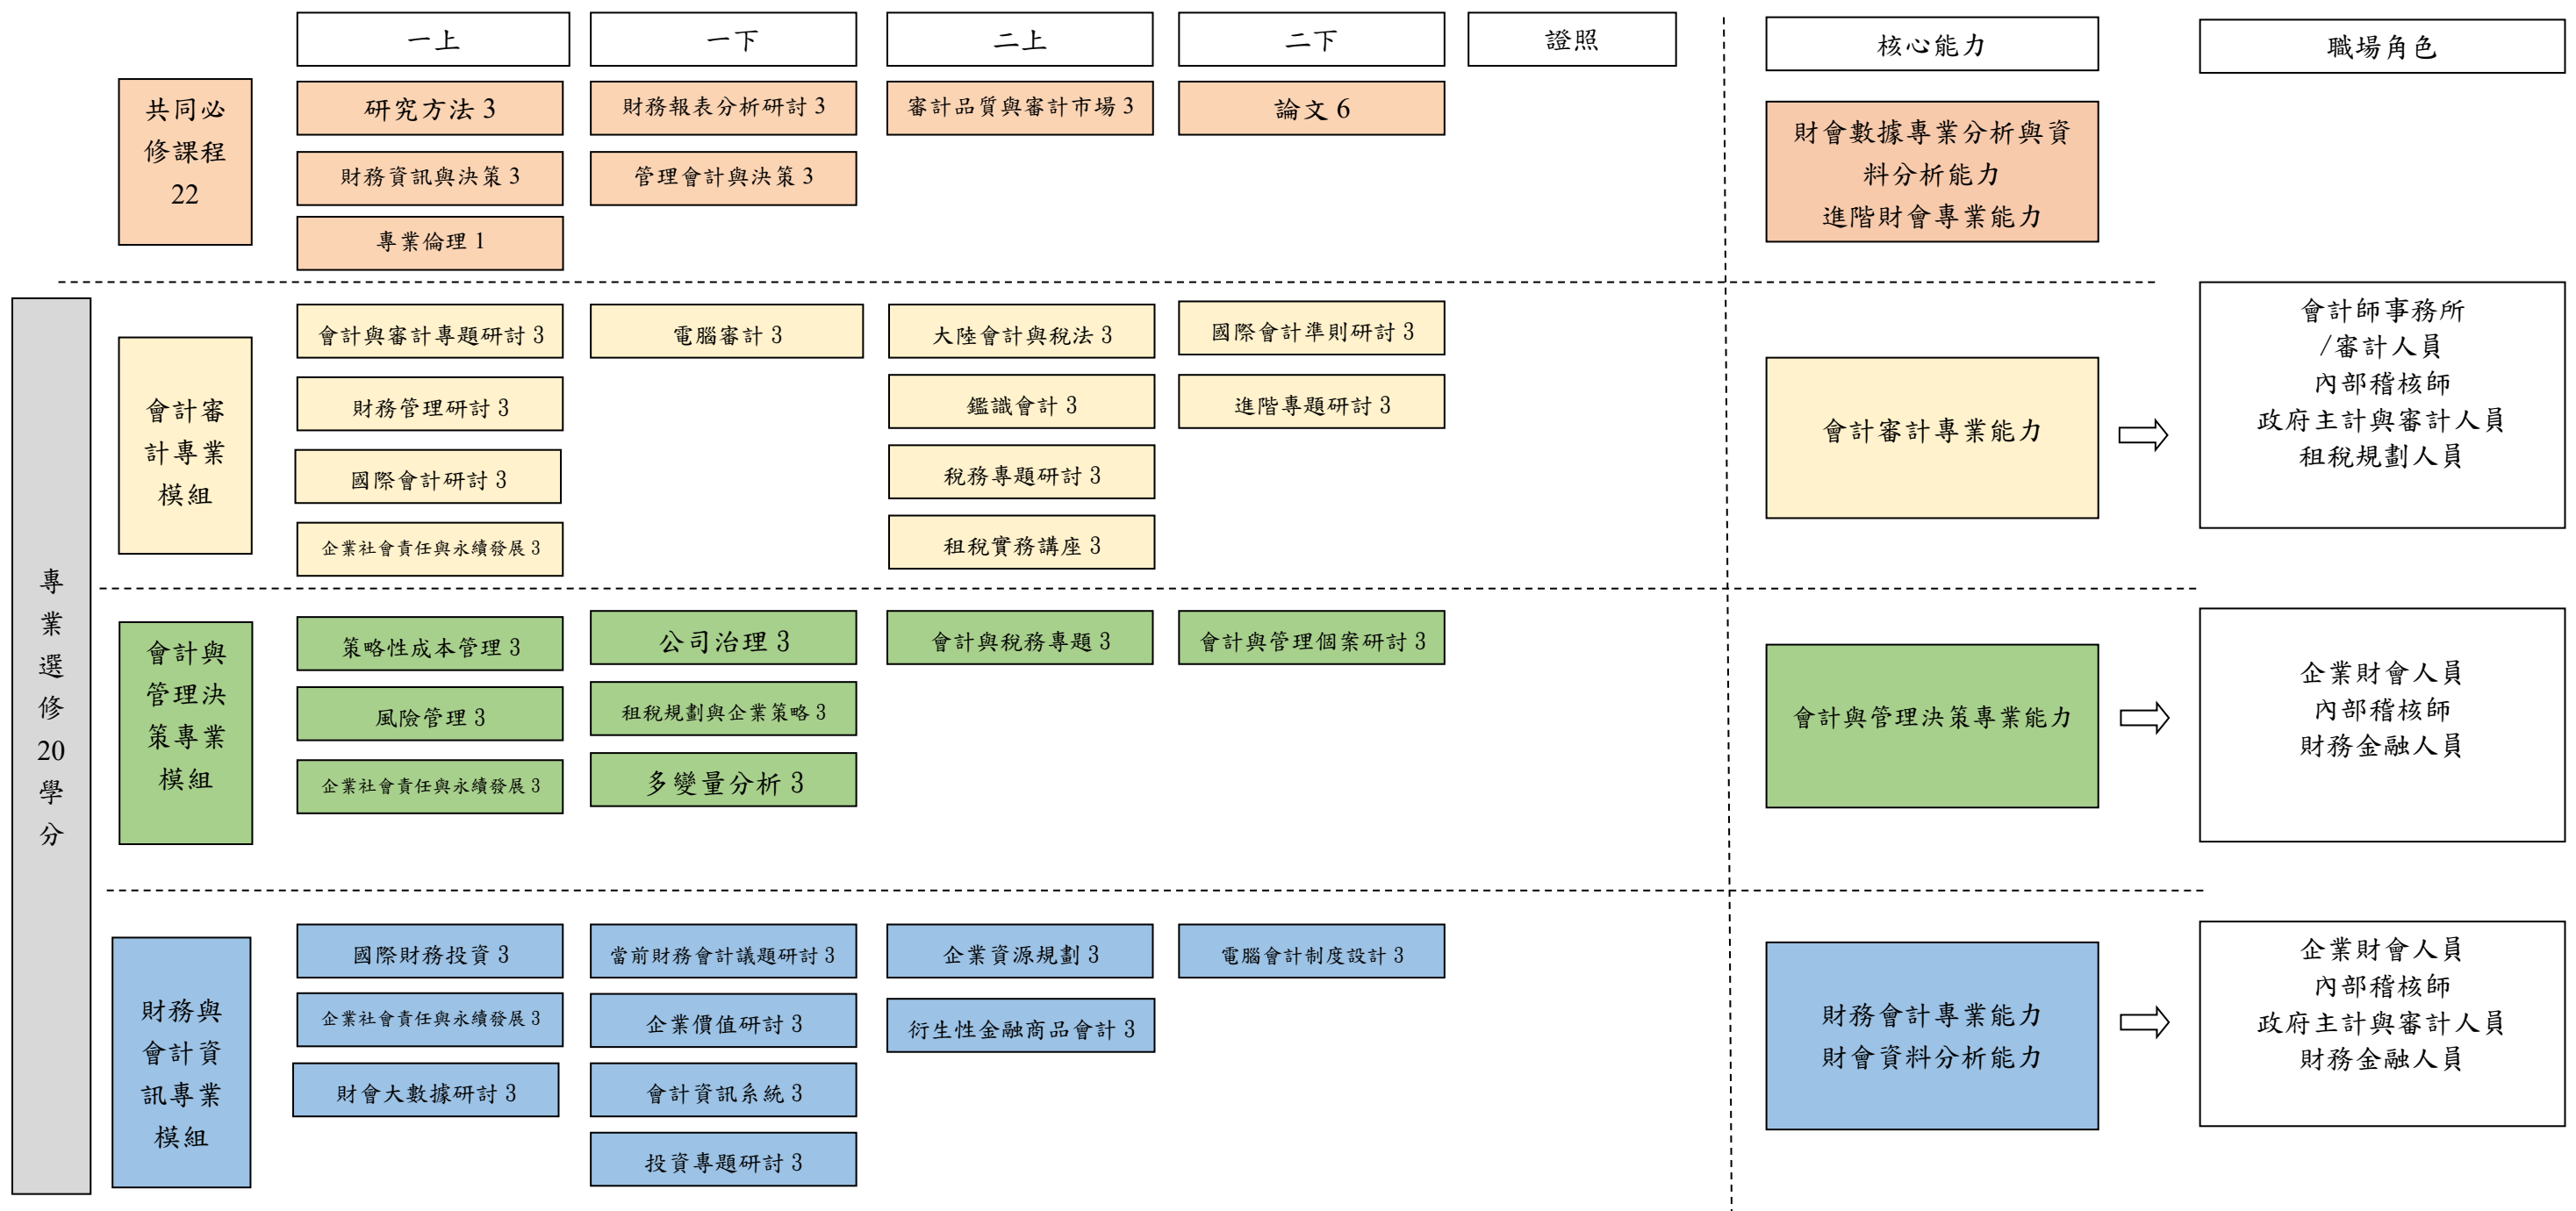 一上
一下
二上
二下
證照
核心能力
職場角色
共同必
修課程
22
研究方法 3
財務報表分析研討 3
審計品質與審計市場 3
論文 6
財務資訊與決策 3
管理會計與決策 3
專業倫理 1
財會數據專業分析與資
料分析能力
進階財會專業能力
專
業
選
修
20
學
分
會計審
計專業
模組
會計與審計專題研討 3
電腦審計 3
大陸會計與稅法 3
國際會計準則研討 3
財務管理研討 3
鑑識會計 3
進階專題研討 3
國際會計研討 3
稅務專題研討 3
企業社會責任與永續發展 3
租稅實務講座 3
會計審計專業能力
會計師事務所
/審計人員
內部稽核師
政府主計與審計人員
租稅規劃人員
會計與
管理決
策專業
模組
策略性成本管理 3
公司治理 3
會計與稅務專題 3
會計與管理個案研討 3
風險管理 3
租稅規劃與企業策略 3
企業社會責任與永續發展 3
多變量分析 3
會計與管理決策專業能力
企業財會人員
內部稽核師
財務金融人員
財務與
會計資
訊專業
模組
國際財務投資 3
當前財務會計議題研討 3
企業資源規劃 3
電腦會計制度設計 3
企業社會責任與永續發展 3
企業價值研討 3
衍生性金融商品會計 3
財會大數據研討 3
會計資訊系統 3
投資專題研討 3
財務會計專業能力
財會資料分析能力
企業財會人員
內部稽核師
政府主計與審計人員
財務金融人員